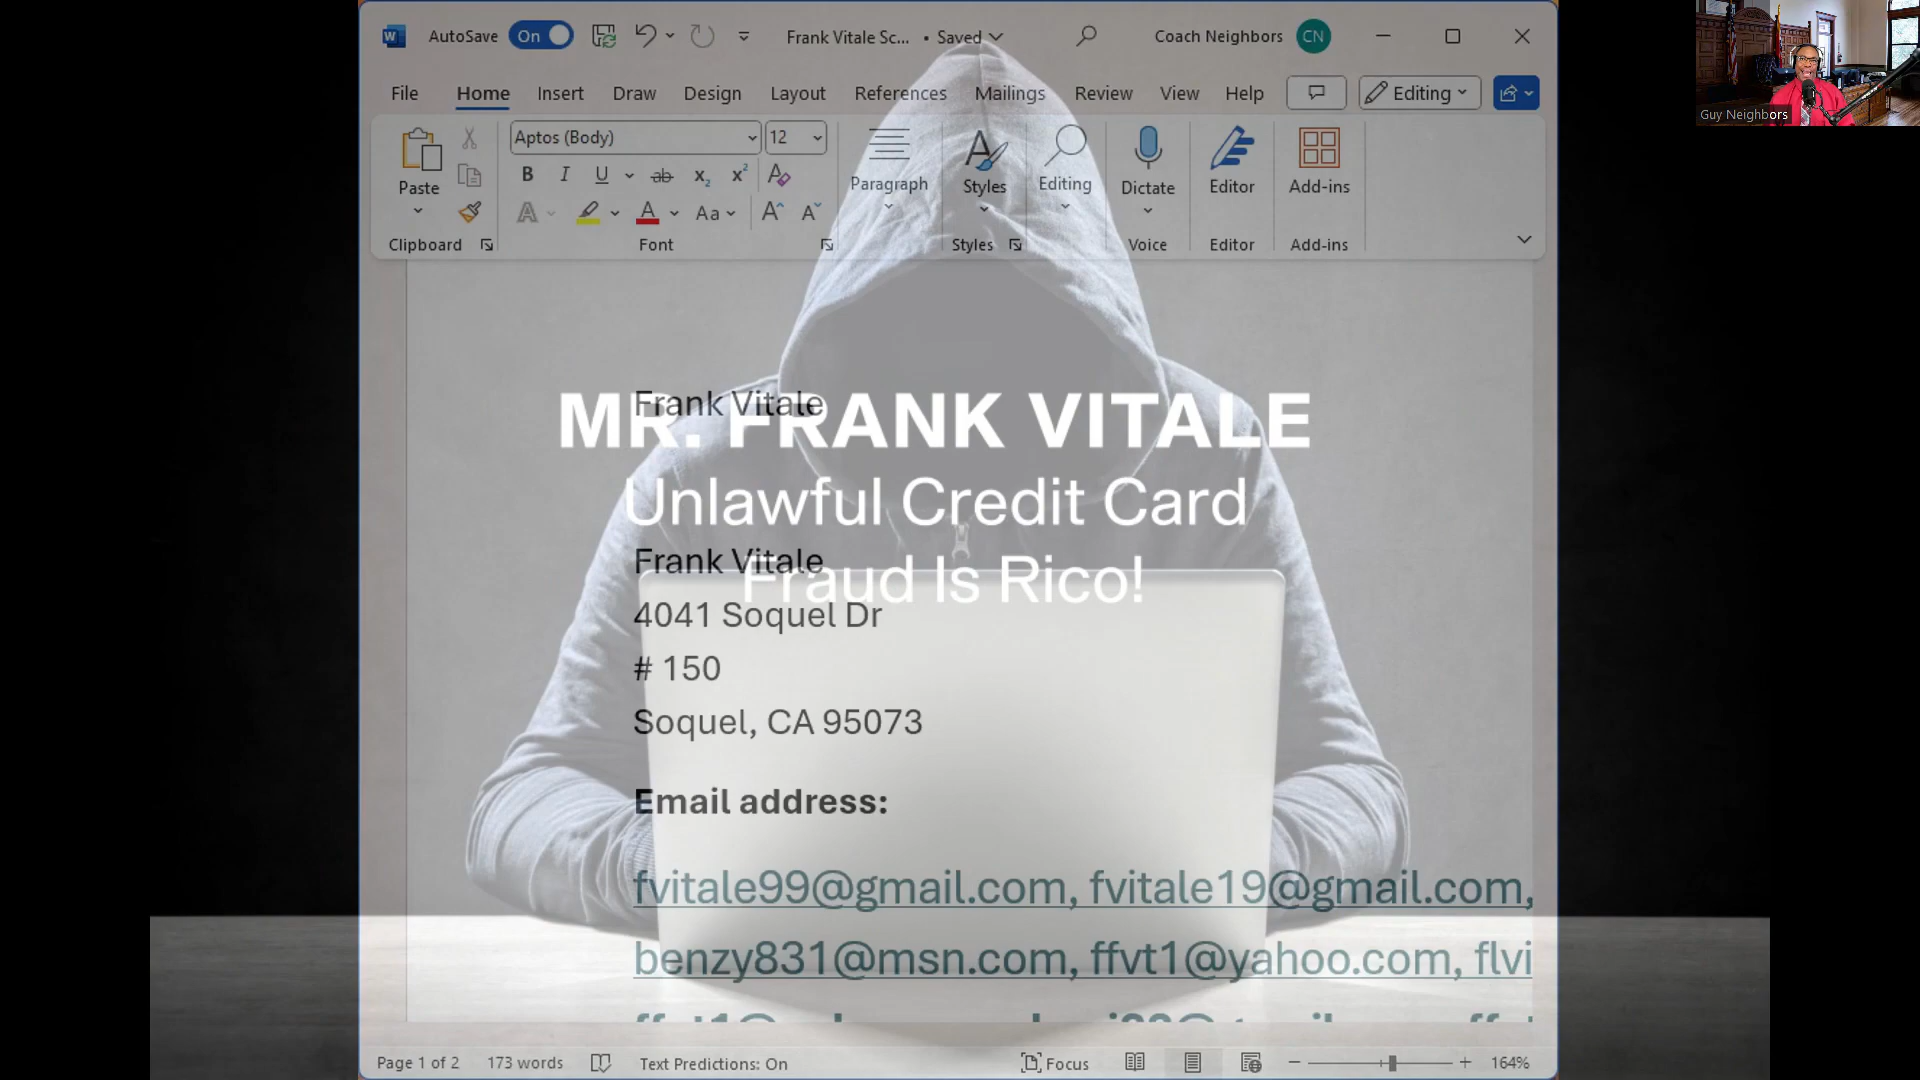 AutoSave On Frank Vitale Sc... • Saved Coach Neighbors CN
File Home Insert Draw Design Layout References Mailings Review View Help Editing
Aptos (Body) 12
Paste Paragraph Styles Editing Dictate Editor Add-ins
Clipboard Font Styles Voice Editor Add-ins
Guy Neighbors
Frank Vitale
MR. FRANK VITALE
Unlawful Credit Card
Fraud Is Rico!
Frank Vitale
4041 Soquel Dr
# 150
Soquel, CA 95073
Email address:
fvitale99@gmail.com, fvitale19@gmail.com,
benzy831@msn.com, ffvt1@yahoo.com, flvi
Page 1 of 2 173 words Text Predictions: On Focus 164%